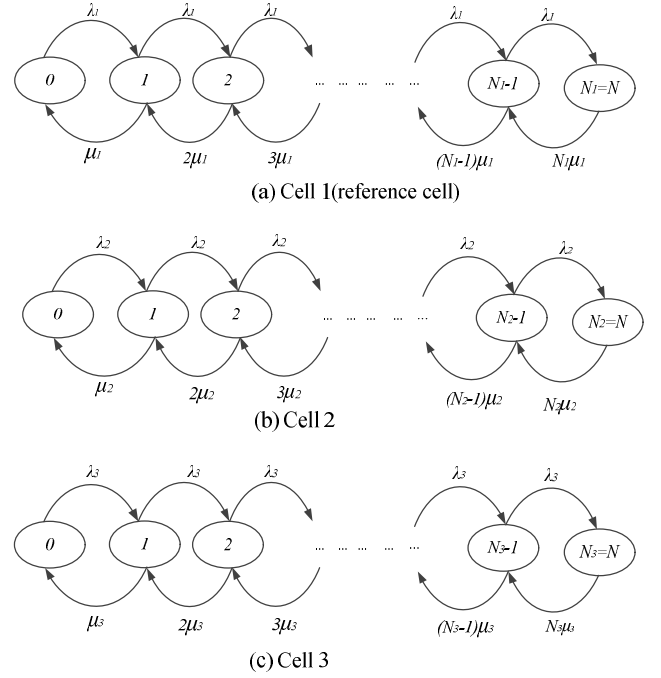 λ1 λ1 λ1 λ1 λ1
0 1 2 ... ... ... ... ... N1-1 N1=N
μ1 2μ1 3μ1 (N1-1)μ1 N1μ1
(a) Cell 1(reference cell)
λ2 λ2 λ2 λ2 λ2
0 1 2 ... ... ... ... ... N2-1 N2=N
μ2 2μ2 3μ2 (N2-1)μ2 N2μ2
(b) Cell 2
λ3 λ3 λ3 λ3 λ3
0 1 2 ... ... ... ... ... N3-1 N3=N
μ3 2μ3 3μ3 (N3-1)μ3 N3μ3
(c) Cell 3